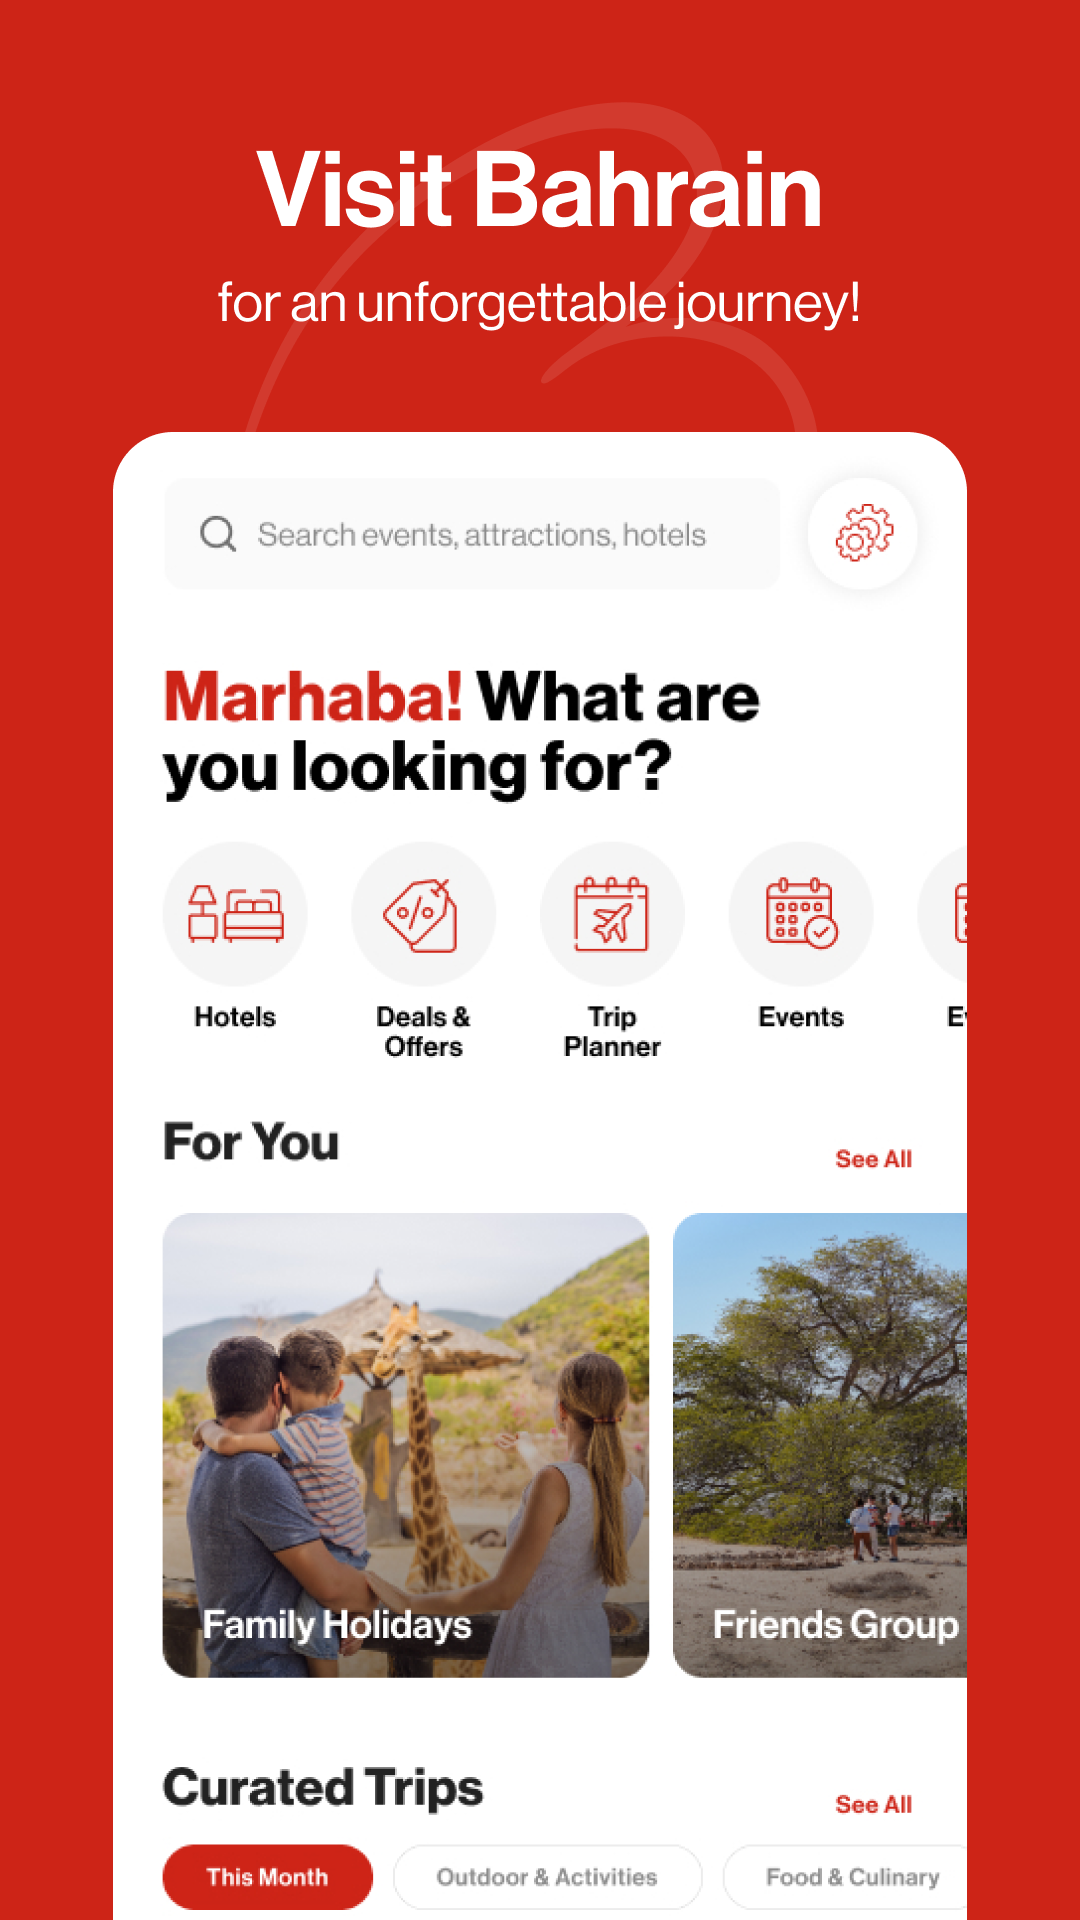 Visit Bahrain
for an unforgettable journey!
Search events, attractions, hotels
Marhaba! What are
you looking for?
Hotels
Deals &
Offers
Trip
Planner
Events
For You
See All
Family Holidays
Friends Group
Curated Trips
See All
This Month
Outdoor & Activities
Food & Culinary